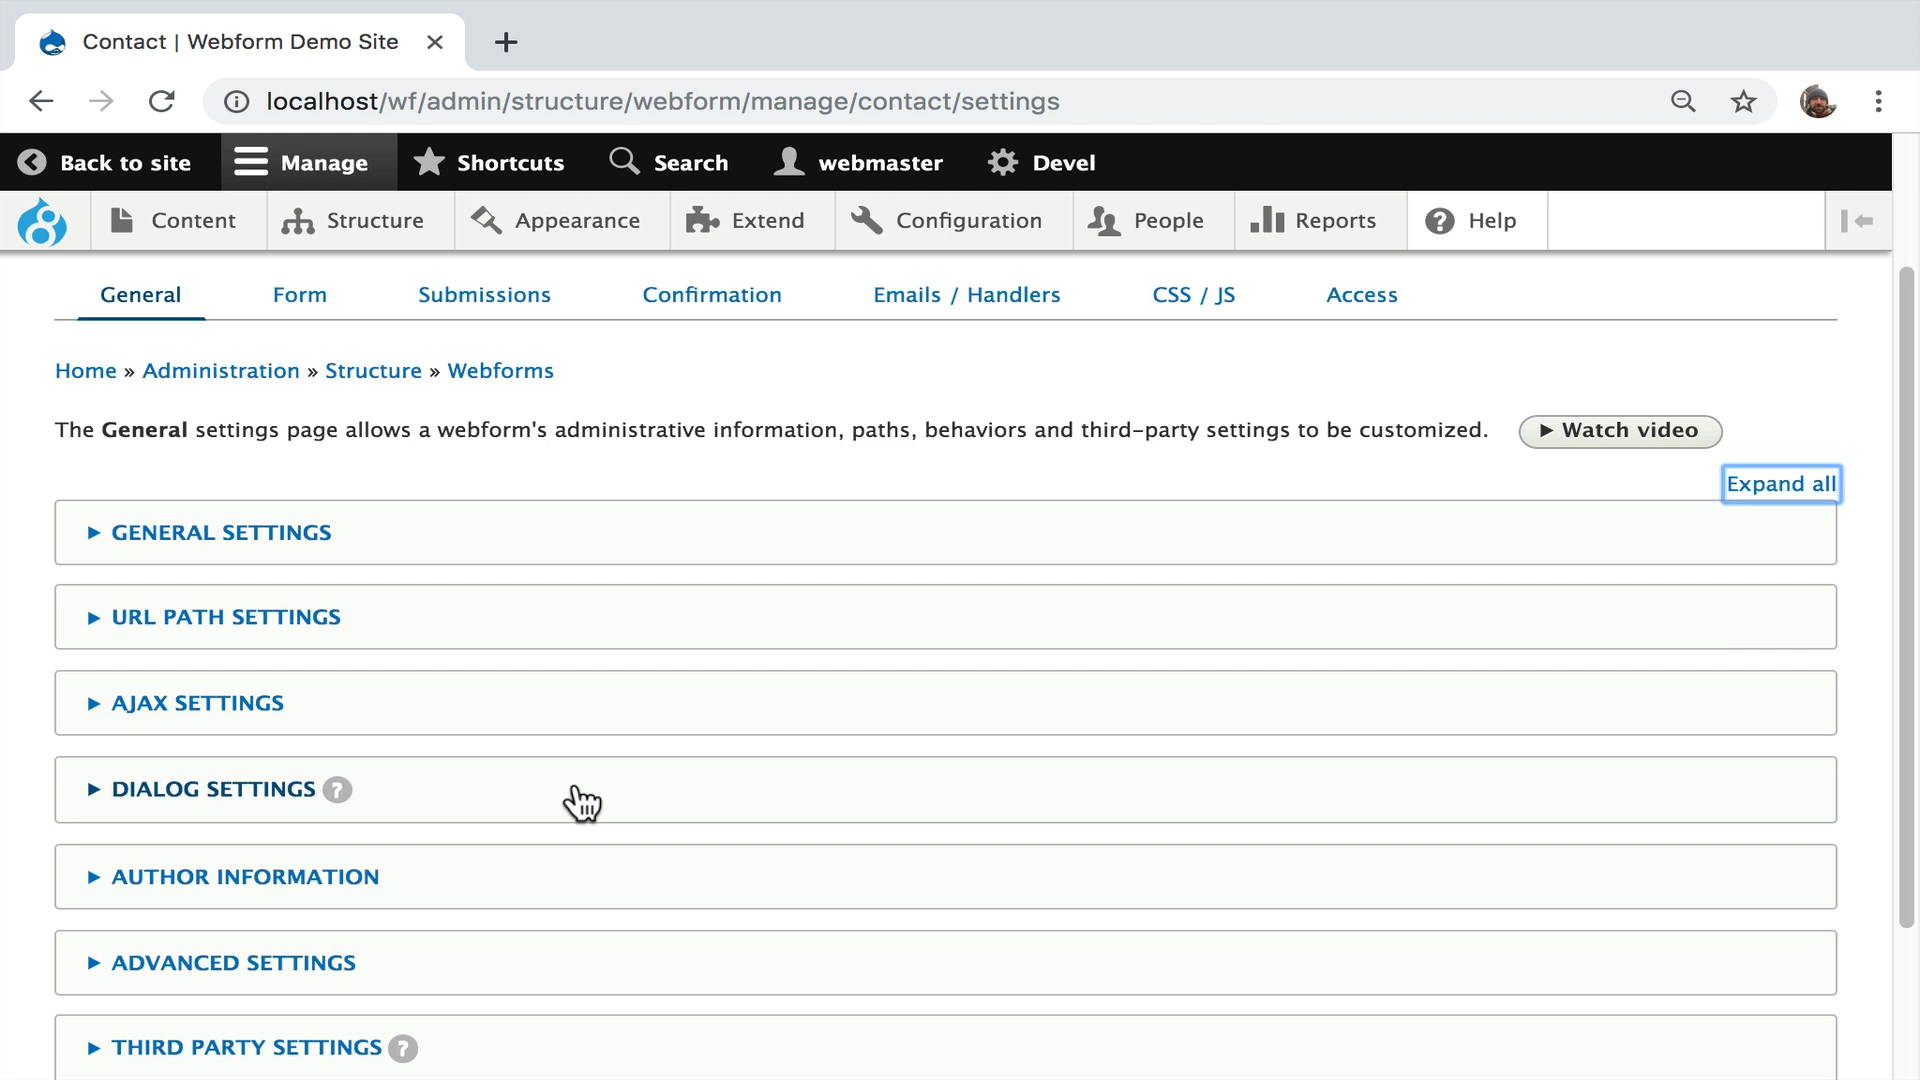 Contact | Webform Demo Site
localhost/wf/admin/structure/webform/manage/contact/settings
Back to site Manage Shortcuts Search webmaster Devel
Content Structure Appearance Extend Configuration People Reports Help
General Form Submissions Confirmation Emails / Handlers CSS / JS Access
Home » Administration » Structure » Webforms
The General settings page allows a webform's administrative information, paths, behaviors and third-party settings to be customized. ► Watch video
Expand all
► GENERAL SETTINGS
► URL PATH SETTINGS
► AJAX SETTINGS
► DIALOG SETTINGS ?
► AUTHOR INFORMATION
► ADVANCED SETTINGS
► THIRD PARTY SETTINGS ?